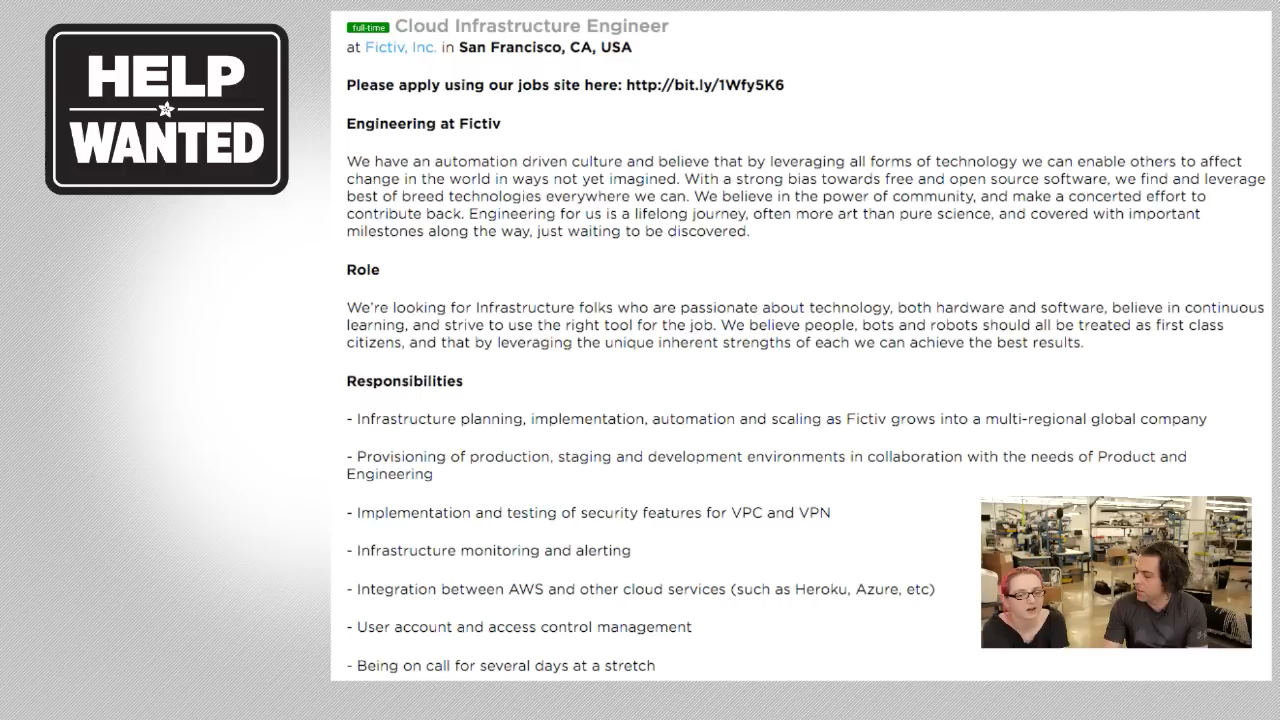 HELP
WANTED
full-time Cloud Infrastructure Engineer
at Fictiv, Inc. in San Francisco, CA, USA
Please apply using our jobs site here: http://bit.ly/1Wfy5K6
Engineering at Fictiv
We have an automation driven culture and believe that by leveraging all forms of technology we can enable others to affect
change in the world in ways not yet imagined. With a strong bias towards free and open source software, we find and leverage
best of breed technologies everywhere we can. We believe in the power of community, and make a concerted effort to
contribute back. Engineering for us is a lifelong journey, often more art than pure science, and covered with important
milestones along the way, just waiting to be discovered.
Role
We're looking for Infrastructure folks who are passionate about technology, both hardware and software, believe in continuous
learning, and strive to use the right tool for the job. We believe people, bots and robots should all be treated as first class
citizens, and that by leveraging the unique inherent strengths of each we can achieve the best results.
Responsibilities
- Infrastructure planning, implementation, automation and scaling as Fictiv grows into a multi-regional global company
- Provisioning of production, staging and development environments in collaboration with the needs of Product and
Engineering
- Implementation and testing of security features for VPC and VPN
- Infrastructure monitoring and alerting
- Integration between AWS and other cloud services (such as Heroku, Azure, etc)
- User account and access control management
- Being on call for several days at a stretch